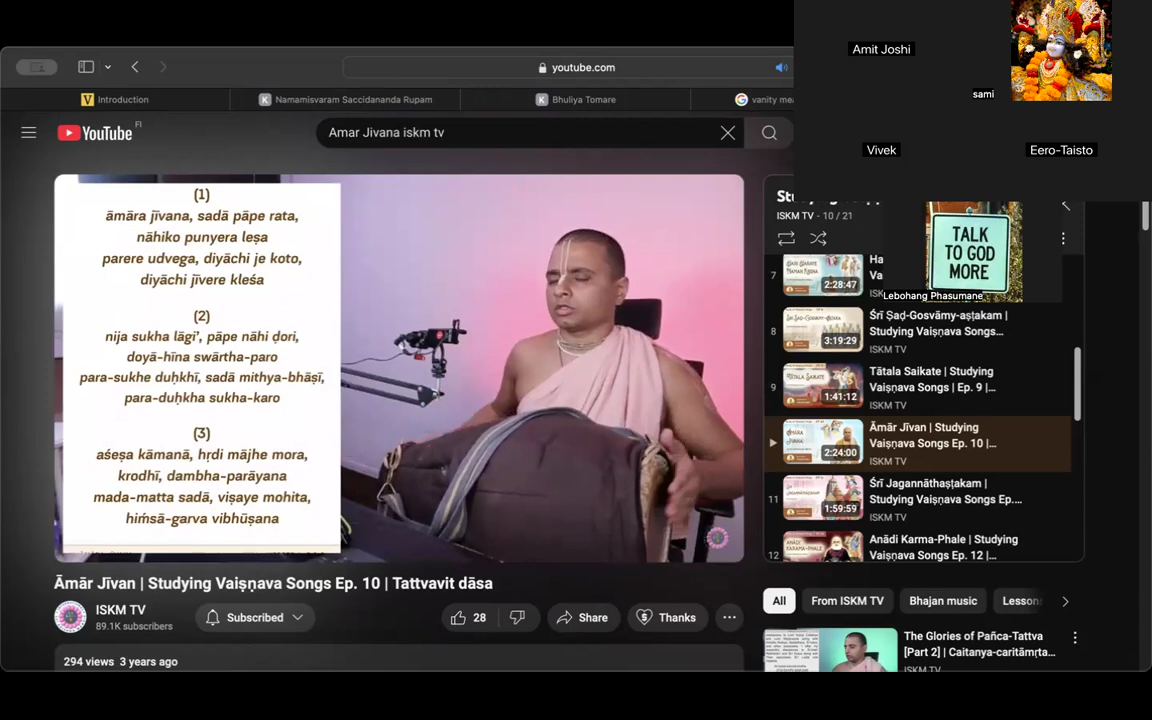 Amit Joshi
sami
Vivek
Eero-Taisto
TALK
TO GOD
MORE
Lebohang Phasumane
youtube.com
Introduction
Namamisvaram Saccidananda Rupam
Bhuliya Tomare
vanity mea
YouTube FI
Amar Jivana iskm tv
(1)
āmāra jīvana, sadā pāpe rata,
nāhiko punyera leṣa
parere udvega, diyāchi je koto,
diyāchi jīvere kleśa
(2)
nija sukha lāgi', pāpe nāhi ḍori,
doyā-hīna swārtha-paro
para-sukhe duḥkhī, sadā mithya-bhāṣī,
para-duḥkha sukha-karo
(3)
aśeṣa kāmanā, hṛdi mājhe mora,
krodhī, dambha-parāyana
mada-matta sadā, viṣaye mohita,
hiṁsā-garva vibhūṣana
ISKM TV - 10 / 21
7
2:28:47
8
3:19:29
Śrī Ṣaḍ-Gosvāmy-aṣṭakam |
Studying Vaiṣṇava Songs...
ISKM TV
9
1:41:12
Tātala Saikate | Studying
Vaiṣṇava Songs | Ep. 9 |...
ISKM TV
2:24:00
Āmār Jīvan | Studying
Vaiṣṇava Songs Ep. 10 |...
ISKM TV
11
1:59:59
Śrī Jagannāthaṣṭakam |
Studying Vaiṣṇava Songs Ep....
ISKM TV
12
Anādi Karma-Phale | Studying
Vaiṣṇava Songs Ep. 12 |...
Āmār Jīvan | Studying Vaiṣṇava Songs Ep. 10 | Tattvavit dāsa
ISKM TV
89.1K subscribers
Subscribed
28
Share
Thanks
All
From ISKM TV
Bhajan music
Lessons
294 views 3 years ago
The Glories of Pañca-Tattva
[Part 2] | Caitanya-caritāmṛta...
ISKM TV